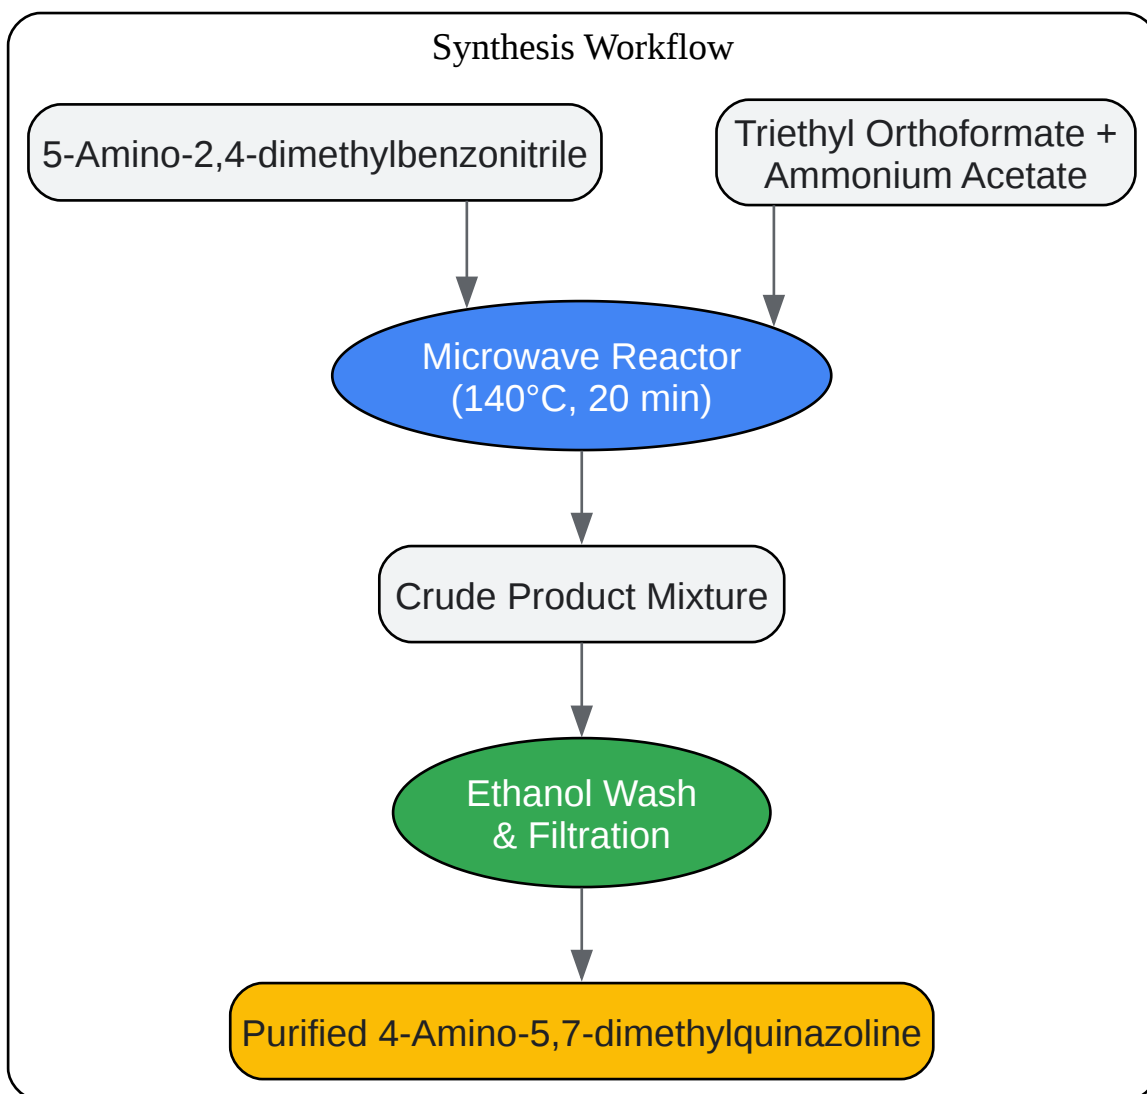 Synthesis Workflow
5-Amino-2,4-dimethylbenzonitrile
Triethyl Orthoformate +
Ammonium Acetate
Microwave Reactor
(140°C, 20 min)
Crude Product Mixture
Ethanol Wash
& Filtration
Purified 4-Amino-5,7-dimethylquinazoline